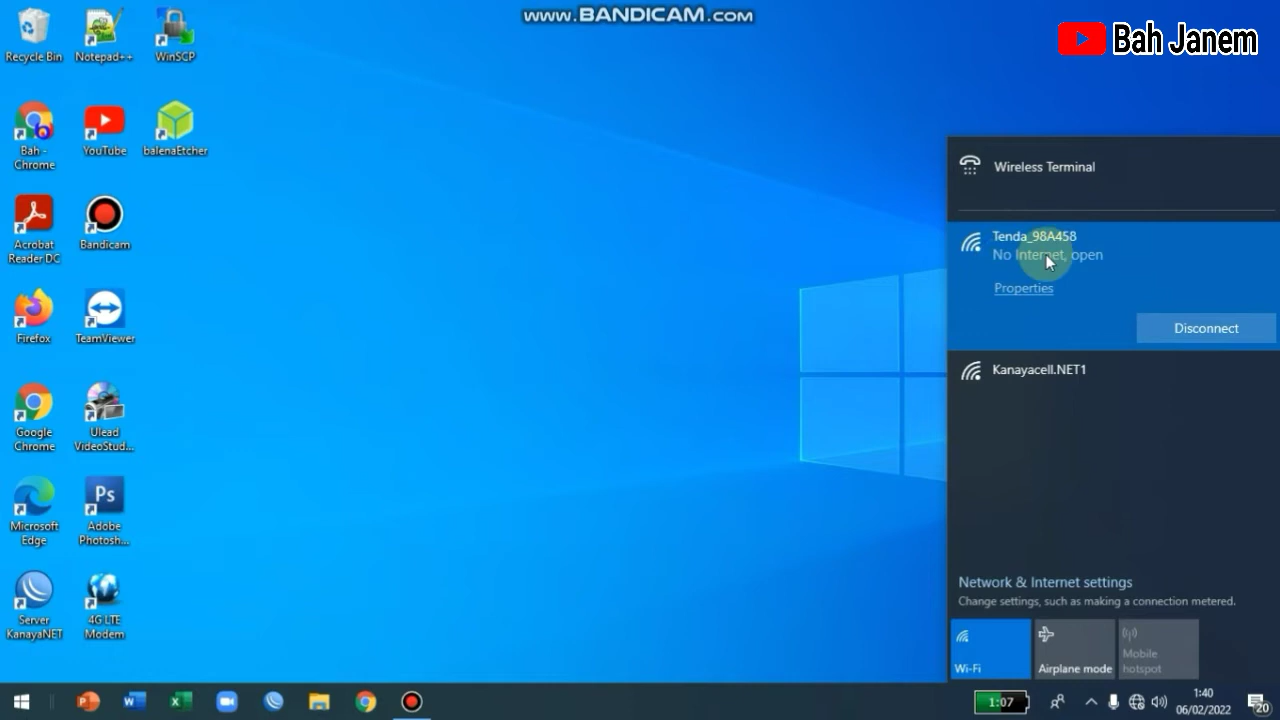 www.BANDICAM.com
Bah Janem
Recycle Bin
Notepad++
WinSCP
Bah -
Chrome
YouTube
balenaEtcher
Acrobat
Reader DC
Bandicam
Firefox
TeamViewer
Google
Chrome
Ulead
VideoStud...
Microsoft
Edge
Adobe
Photosh...
Server
KanayaNET
4G LTE
Modem
Ps
Wireless Terminal
Tenda_98A458
No Internet, open
Properties
Disconnect
Kanayacell.NET1
Network & Internet settings
Change settings, such as making a connection metered.
Wi-Fi
Airplane mode
Mobile
hotspot
1:07
1:40
06/02/2022
20